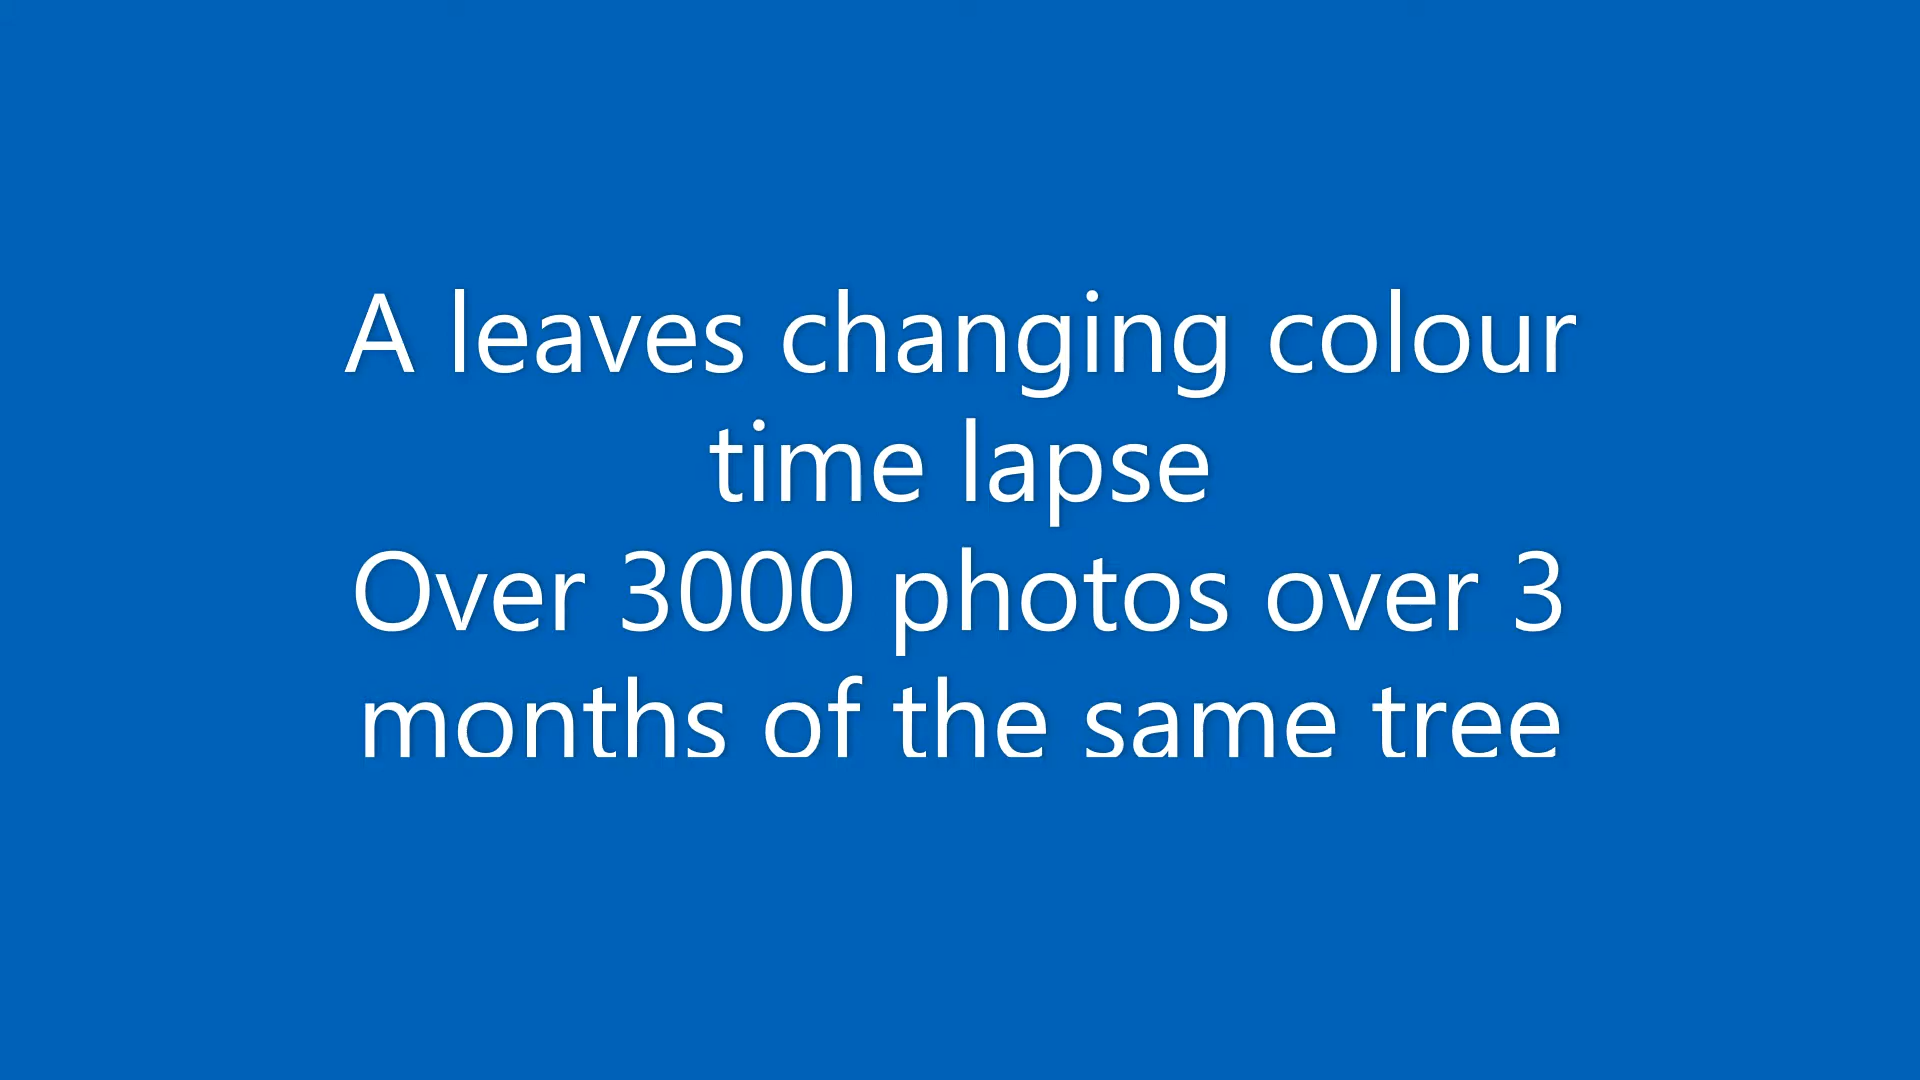 A leaves changing colour
time lapse
Over 3000 photos over 3
months of the same tree